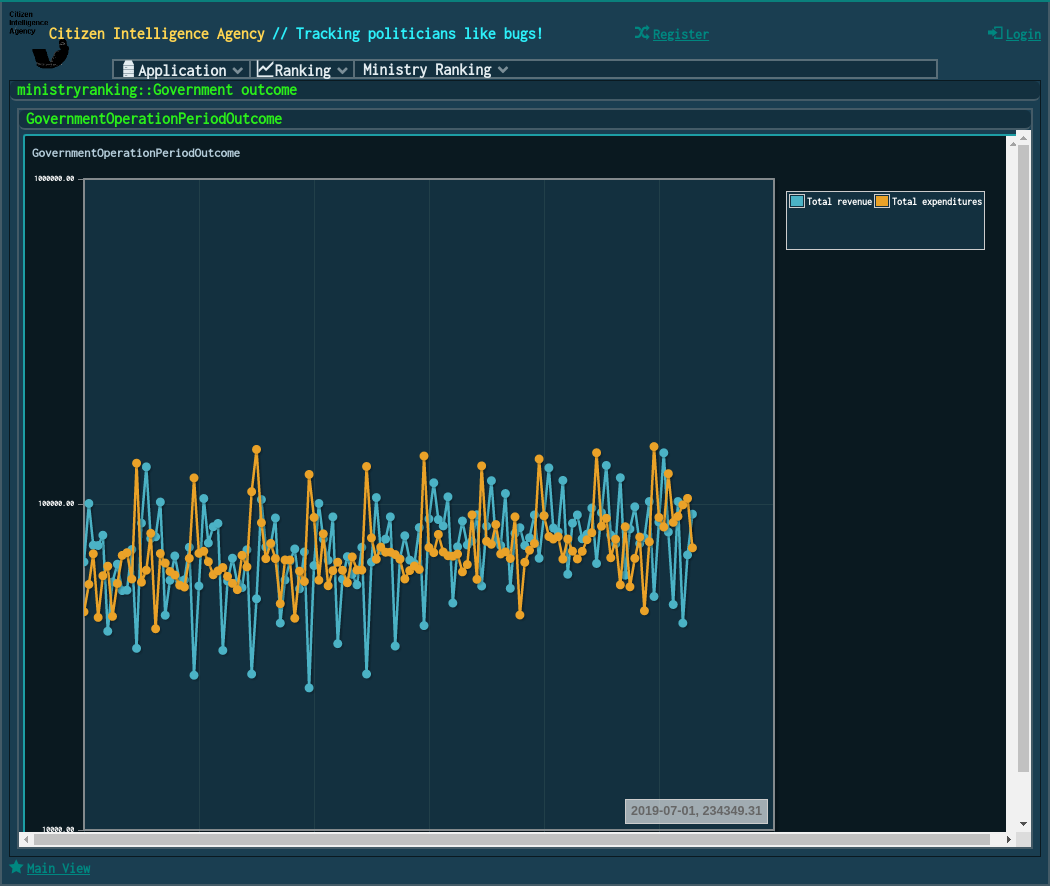 Citizen
Intelligence
Agency
Citizen Intelligence Agency // Tracking politicians like bugs!
Register
Login
Application
Ranking
Ministry Ranking
ministryranking::Government outcome
GovernmentOperationPeriodOutcome
GovernmentOperationPeriodOutcome
1000000.00
Total revenue
Total expenditures
100000.00
2019-07-01, 234349.31
10000.00
Main View